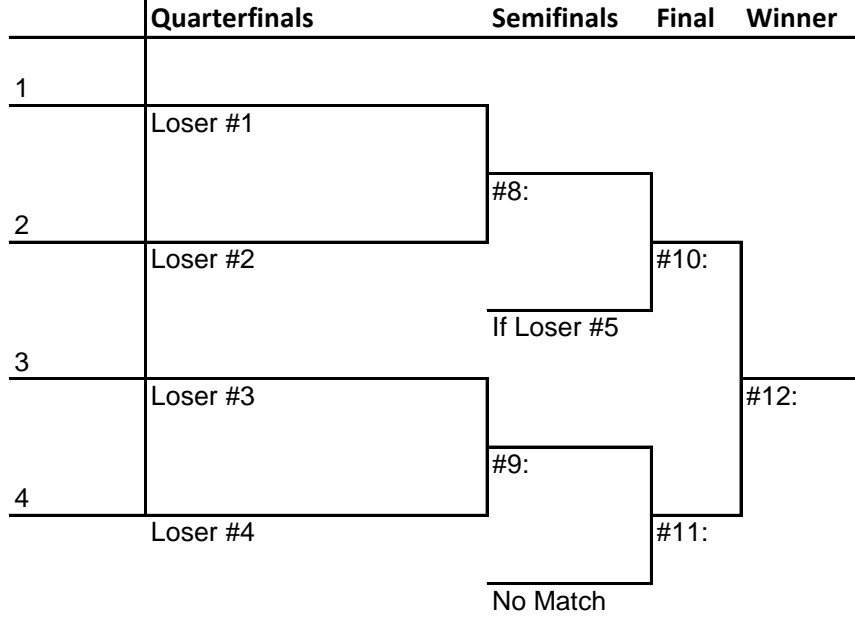 Quarterfinals Semifinals Final Winner
1
Loser #1
#8:
2
Loser #2
#10:
If Loser #5
3
Loser #3
#12:
#9:
4
Loser #4
#11:
No Match